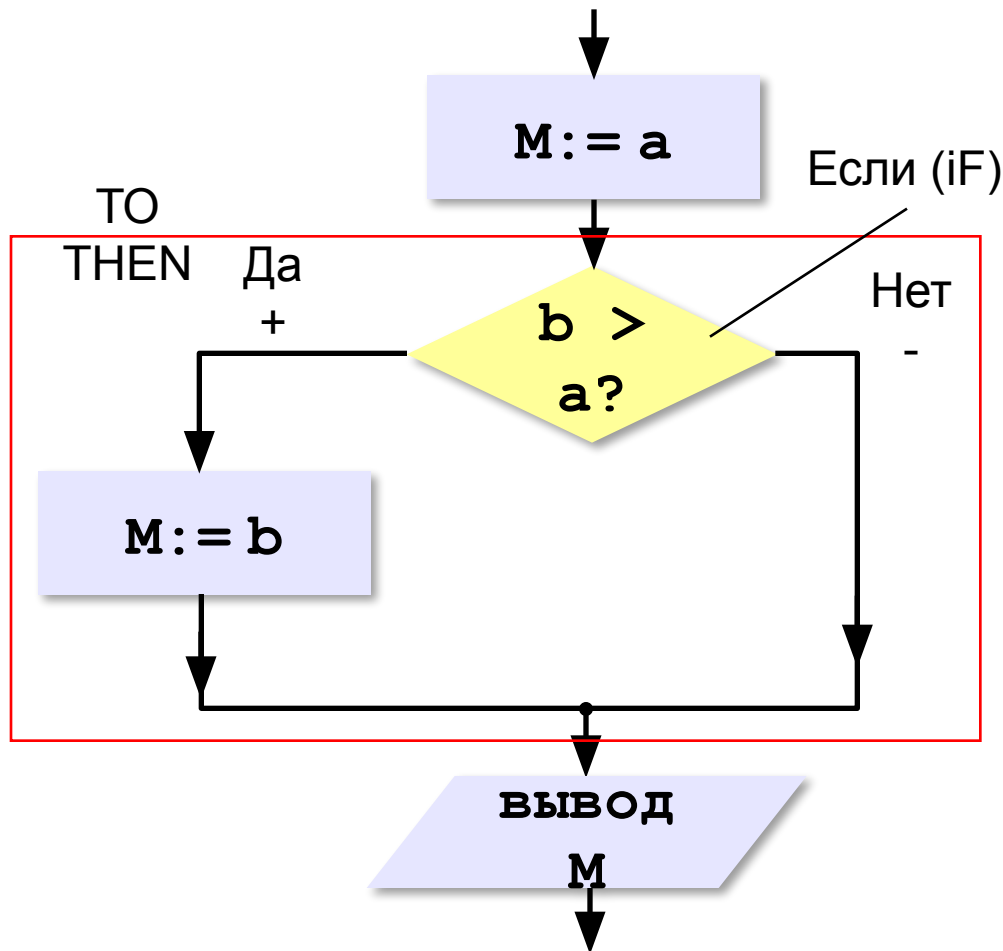 M:= a
Если (iF)
ТО
THEN
Да
+
Нет
-
b >
a?
M:= b
вывод
M